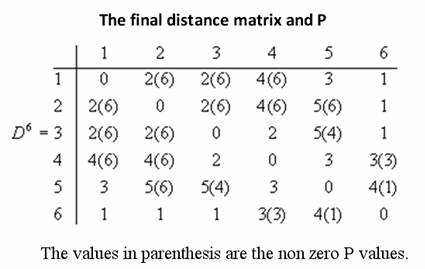 The final distance matrix and P
1 2 3 4 5 6
1 0 2(6) 2(6) 4(6) 3 1
2 2(6) 0 2(6) 4(6) 5(6) 1
D⁶ = 3 2(6) 2(6) 0 2 5(4) 1
4 4(6) 4(6) 2 0 3 3(3)
5 3 5(6) 5(4) 3 0 4(1)
6 1 1 1 3(3) 4(1) 0
The values in parenthesis are the non zero P values.